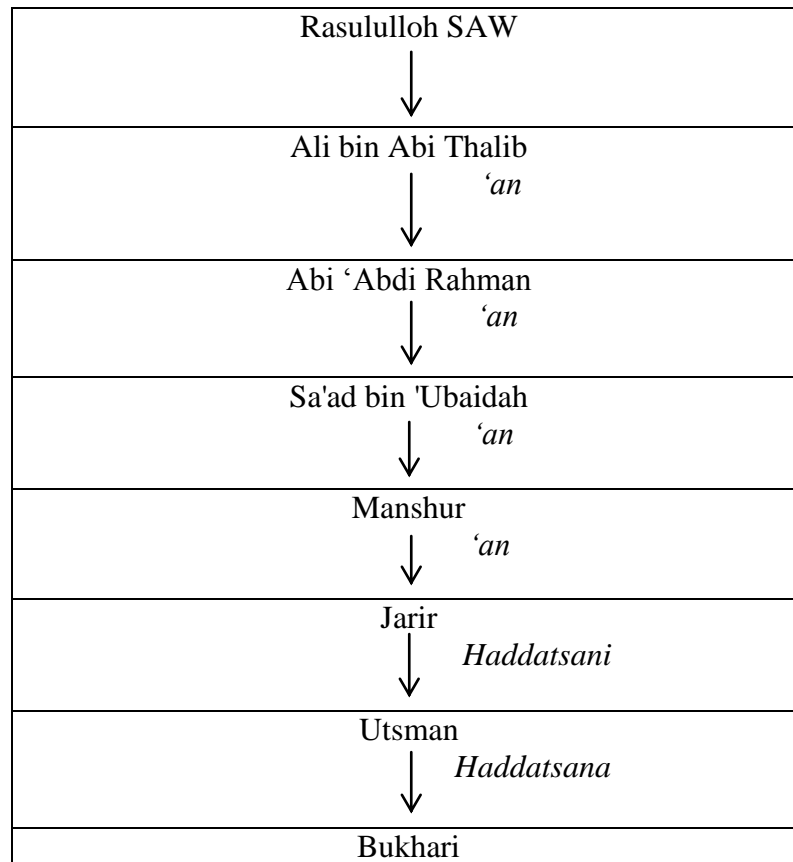 Rasululloh SAW
Ali bin Abi Thalib
‘an
Abi ‘Abdi Rahman
‘an
Sa'ad bin 'Ubaidah
‘an
Manshur
‘an
Jarir
Haddatsani
Utsman
Haddatsana
Bukhari